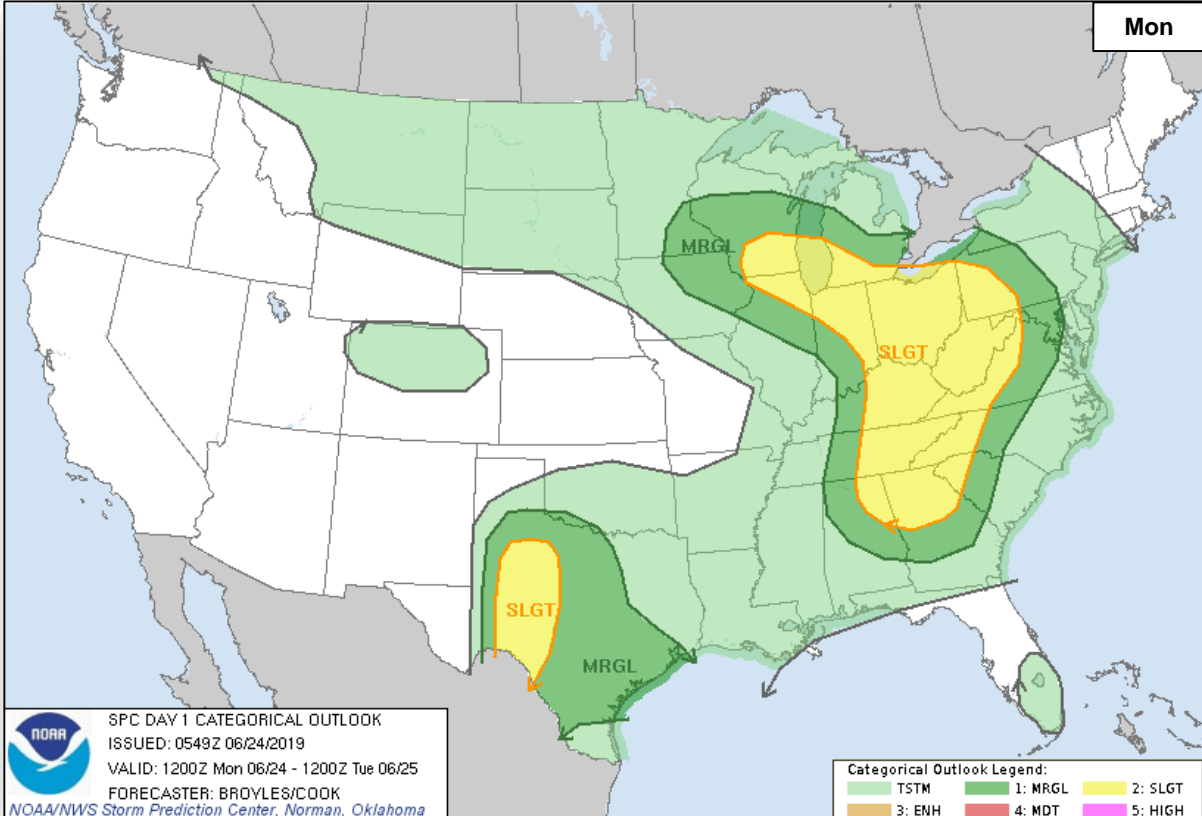 Mon
MRGL
SLGT
SLGT
MRGL
NOAA
SPC DAY 1 CATEGORICAL OUTLOOK
ISSUED: 0549Z 06/24/2019
VALID: 1200Z Mon 06/24 - 1200Z Tue 06/25
FORECASTER: BROYLES/COOK
NOAA/NWS Storm Prediction Center, Norman, Oklahoma
Categorical Outlook Legend:
TSTM 1: MRGL 2: SLGT
3: ENH 4: MDT 5: HIGH